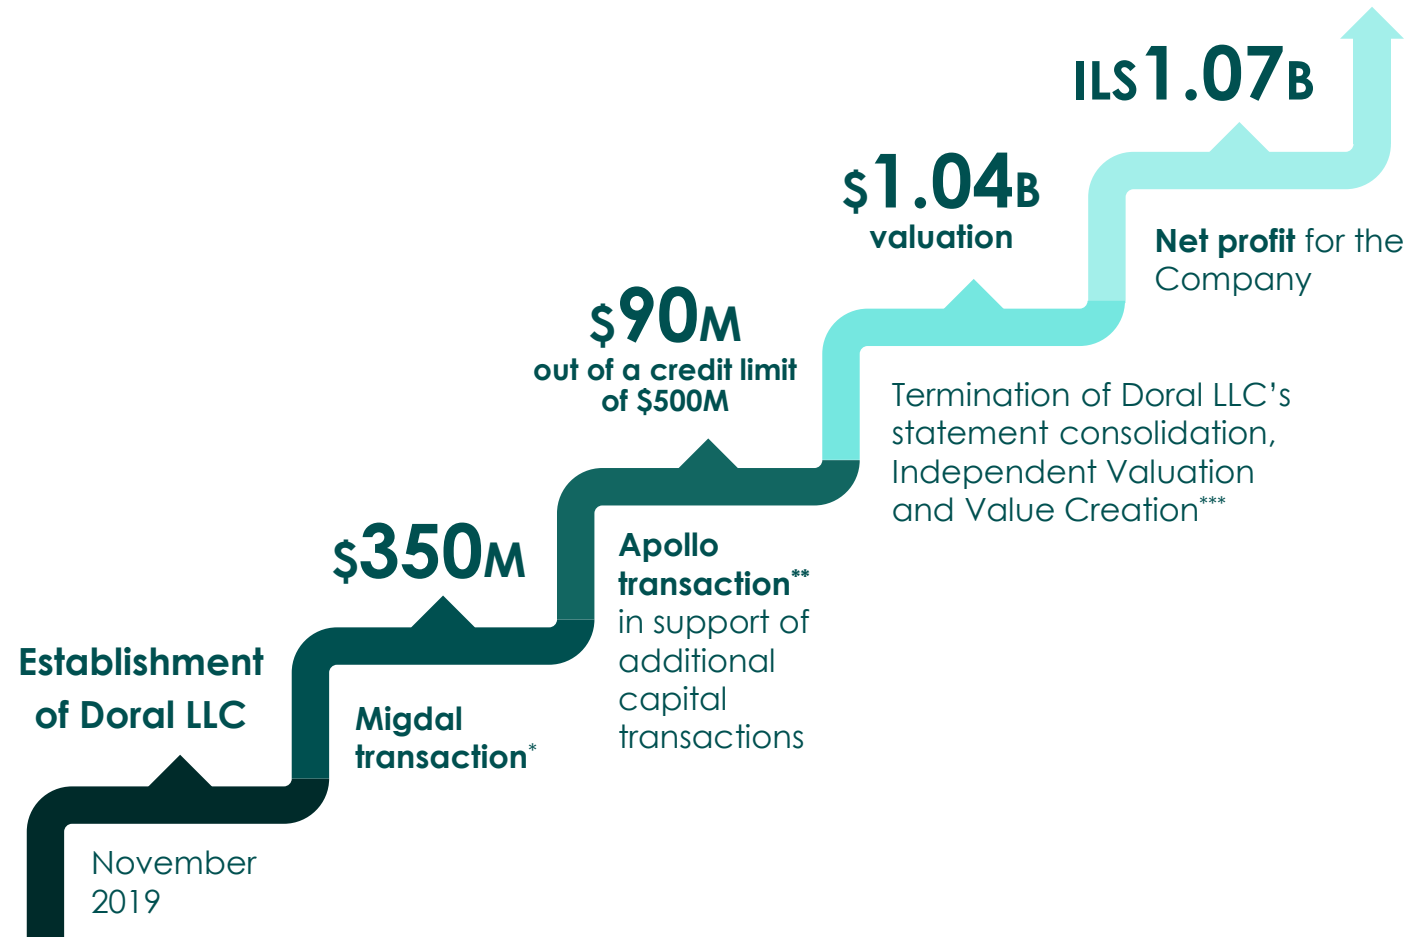 Establishment
of Doral LLC
November
2019
$350M
Migdal
transaction*
$90M
out of a credit limit
of $500M
Apollo
transaction**
in support of
additional
capital
transactions
$1.04B
valuation
Termination of Doral LLC’s
statement consolidation,
Independent Valuation
and Value Creation***
ILS1.07B
Net profit for the
Company